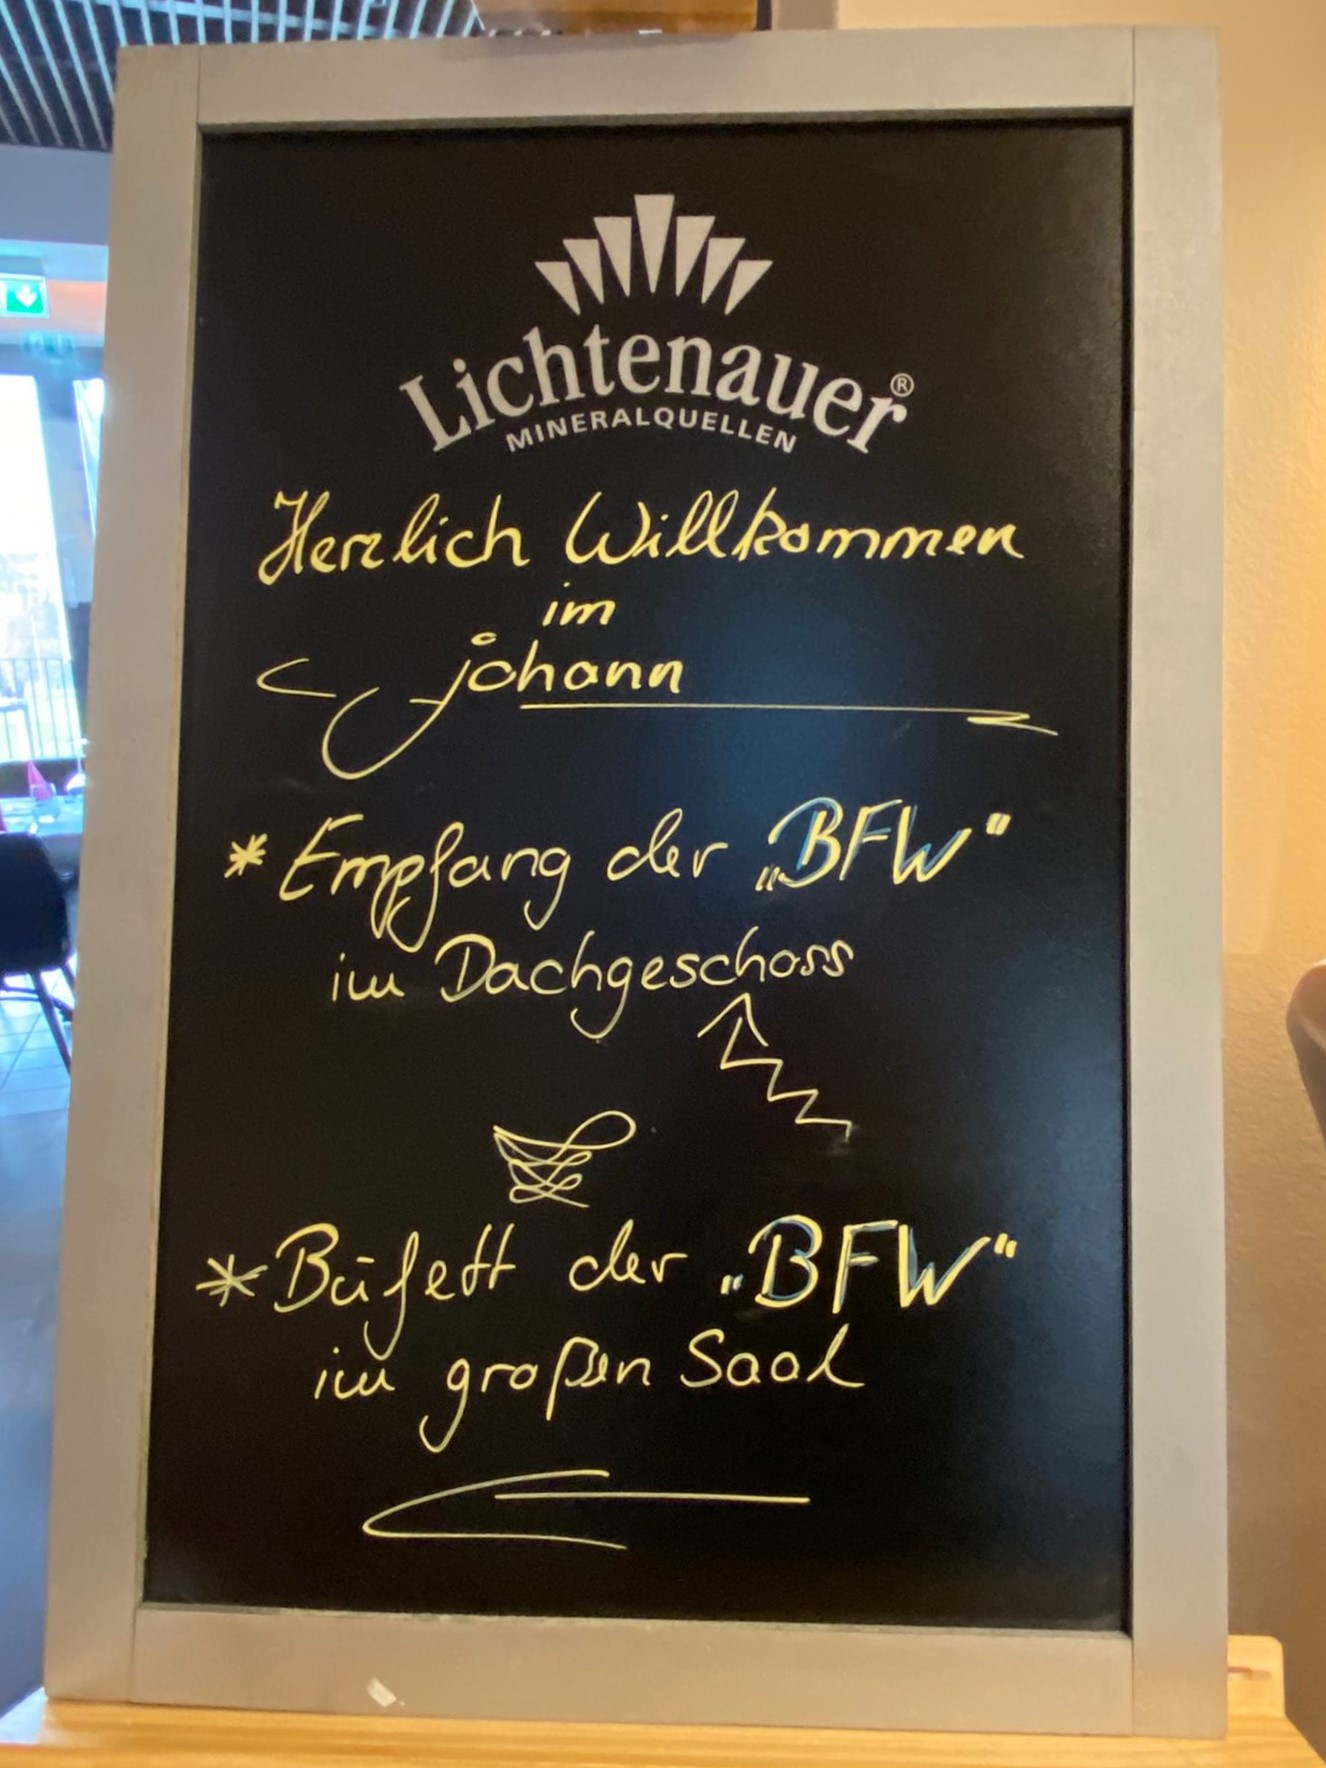 Lichtenauer®
MINERALQUELLEN
Herzlich Willkommen
im
johann
* Empfang der „BFW“
im Dachgeschoss
* Büfett der „BFW“
im großen Saal